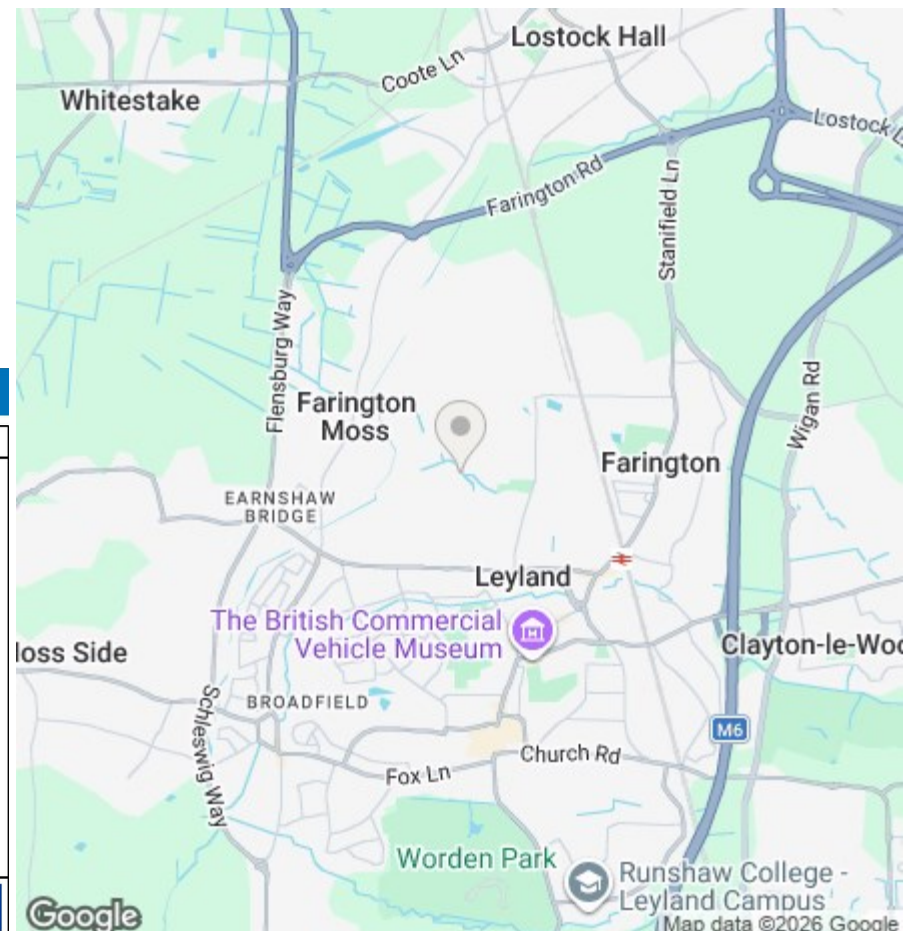 Lostock Hall
Coote Ln
Whitestake
Lostock L
Farington Rd
Stanifield Ln
Flensburg Way
Farington
Moss
Wigan Rd
Farington
EARNSHAW
BRIDGE
Leyland
The British Commercial
Vehicle Museum
loss Side
Clayton-le-Woo
BROADFIELD
Schleswig Way
M6
Church Rd
Fox Ln
Worden Park
Runshaw College -
Leyland Campus
Google
Map data ©2026 Google